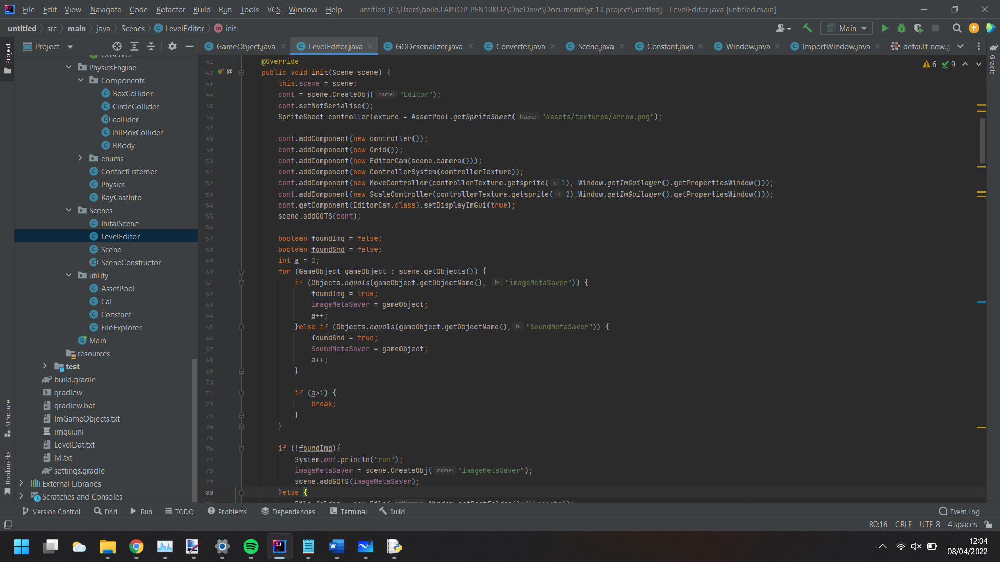 File Edit View Navigate Code Refactor Build Run Tools VCS Window Help untitled [C:\Users\baile.LAPTOP-PFN10KU2\OneDrive\Documents\yr 13 project\untitled] - LevelEditor.java [untitled.main]
untitled src main java Scenes LevelEditor init Main
Project GameObject.java LevelEditor.java GODeserializer.java Converter.java Scene.java Constant.java Window.java ImportWindow.java default_new.g
Project
Structure
Bookmarks
Gradle
Observer
PhysicsEngine
Components
BoxCollider
CircleCollider
collider
PillBoxCollider
RBody
enums
ContactListerner
Physics
RayCastInfo
Scenes
InitalScene
LevelEditor
Scene
SceneConstructor
utility
AssetPool
Cal
Constant
FileExplorer
Main
resources
test
build.gradle
gradlew
gradlew.bat
ImGameObjects.txt
imgui.ini
LevelDat.txt
lvl.txt
settings.gradle
External Libraries
Scratches and Consoles
6 9
41 @Override
42 public void init(Scene scene) {
43 this.scene = scene;
44 cont = scene.CreateObj( name: "Editor");
45 cont.setNotSerialise();
46 SpriteSheet controllerTexture = AssetPool.getSpriteSheet( Name: "assets/textures/arrow.png");
47
48 cont.addComponent(new controller());
49 cont.addComponent(new Grid());
50 cont.addComponent(new EditorCam(scene.camera()));
51 cont.addComponent(new ControllerSystem(controllerTexture));
52 cont.addComponent(new MoveController(controllerTexture.getsprite( i: 1), Window.getImGuilayer().getPropertiesWindow()));
53 cont.addComponent(new ScaleController(controllerTexture.getsprite( i: 2),Window.getImGuilayer().getPropertiesWindow()));
54 cont.getComponent(EditorCam.class).setDisplayImGui(true);
55 scene.addGOTS(cont);
56
57 boolean foundImg = false;
58 boolean foundSnd = false;
59 int a = 0;
60 for (GameObject gameObject : scene.getObjects()) {
61 if (Objects.equals(gameObject.getObjectName(), b: "imageMetaSaver")) {
62 foundImg = true;
63 imageMetaSaver = gameObject;
64 a++;
65 }else if (Objects.equals(gameObject.getObjectName(), b: "SoundMetaSaver")) {
66 foundSnd = true;
67 SoundMetaSaver = gameObject;
68 a++;
69 }
70
71 if (a>1) {
72 break;
73 }
74 }
75
76 if (!foundImg){
77 System.out.println("run");
78 imageMetaSaver = scene.CreateObj( name: "imageMetaSaver");
79 scene.addGOTS(imageMetaSaver);
80 }else {
Version Control Find Run TODO Problems Dependencies Terminal Build Event Log
80:16 CRLF UTF-8 4 spaces
12:04
08/04/2022